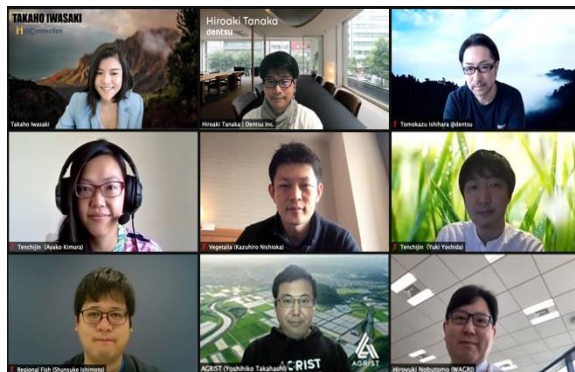 TAKAHO IWASAKI
Connection
Takaho Iwasaki
Hiroaki Tanaka
dentsu
Hiroaki Tanaka | Dentsu Inc.
Tomokazu Ishihara @dentsu
Tenchijin (Ayako Kimura)
Vegetalia (Kazuhiro Nishioka)
Tenchijin (Yuki Yoshida)
Regional Fish (Shunsuke Ishimoto)
AGRIST
AGRIST
AGRIST (Yoshihiko Takahashi)
Hiroyuki Nobutomo (WAGRI)